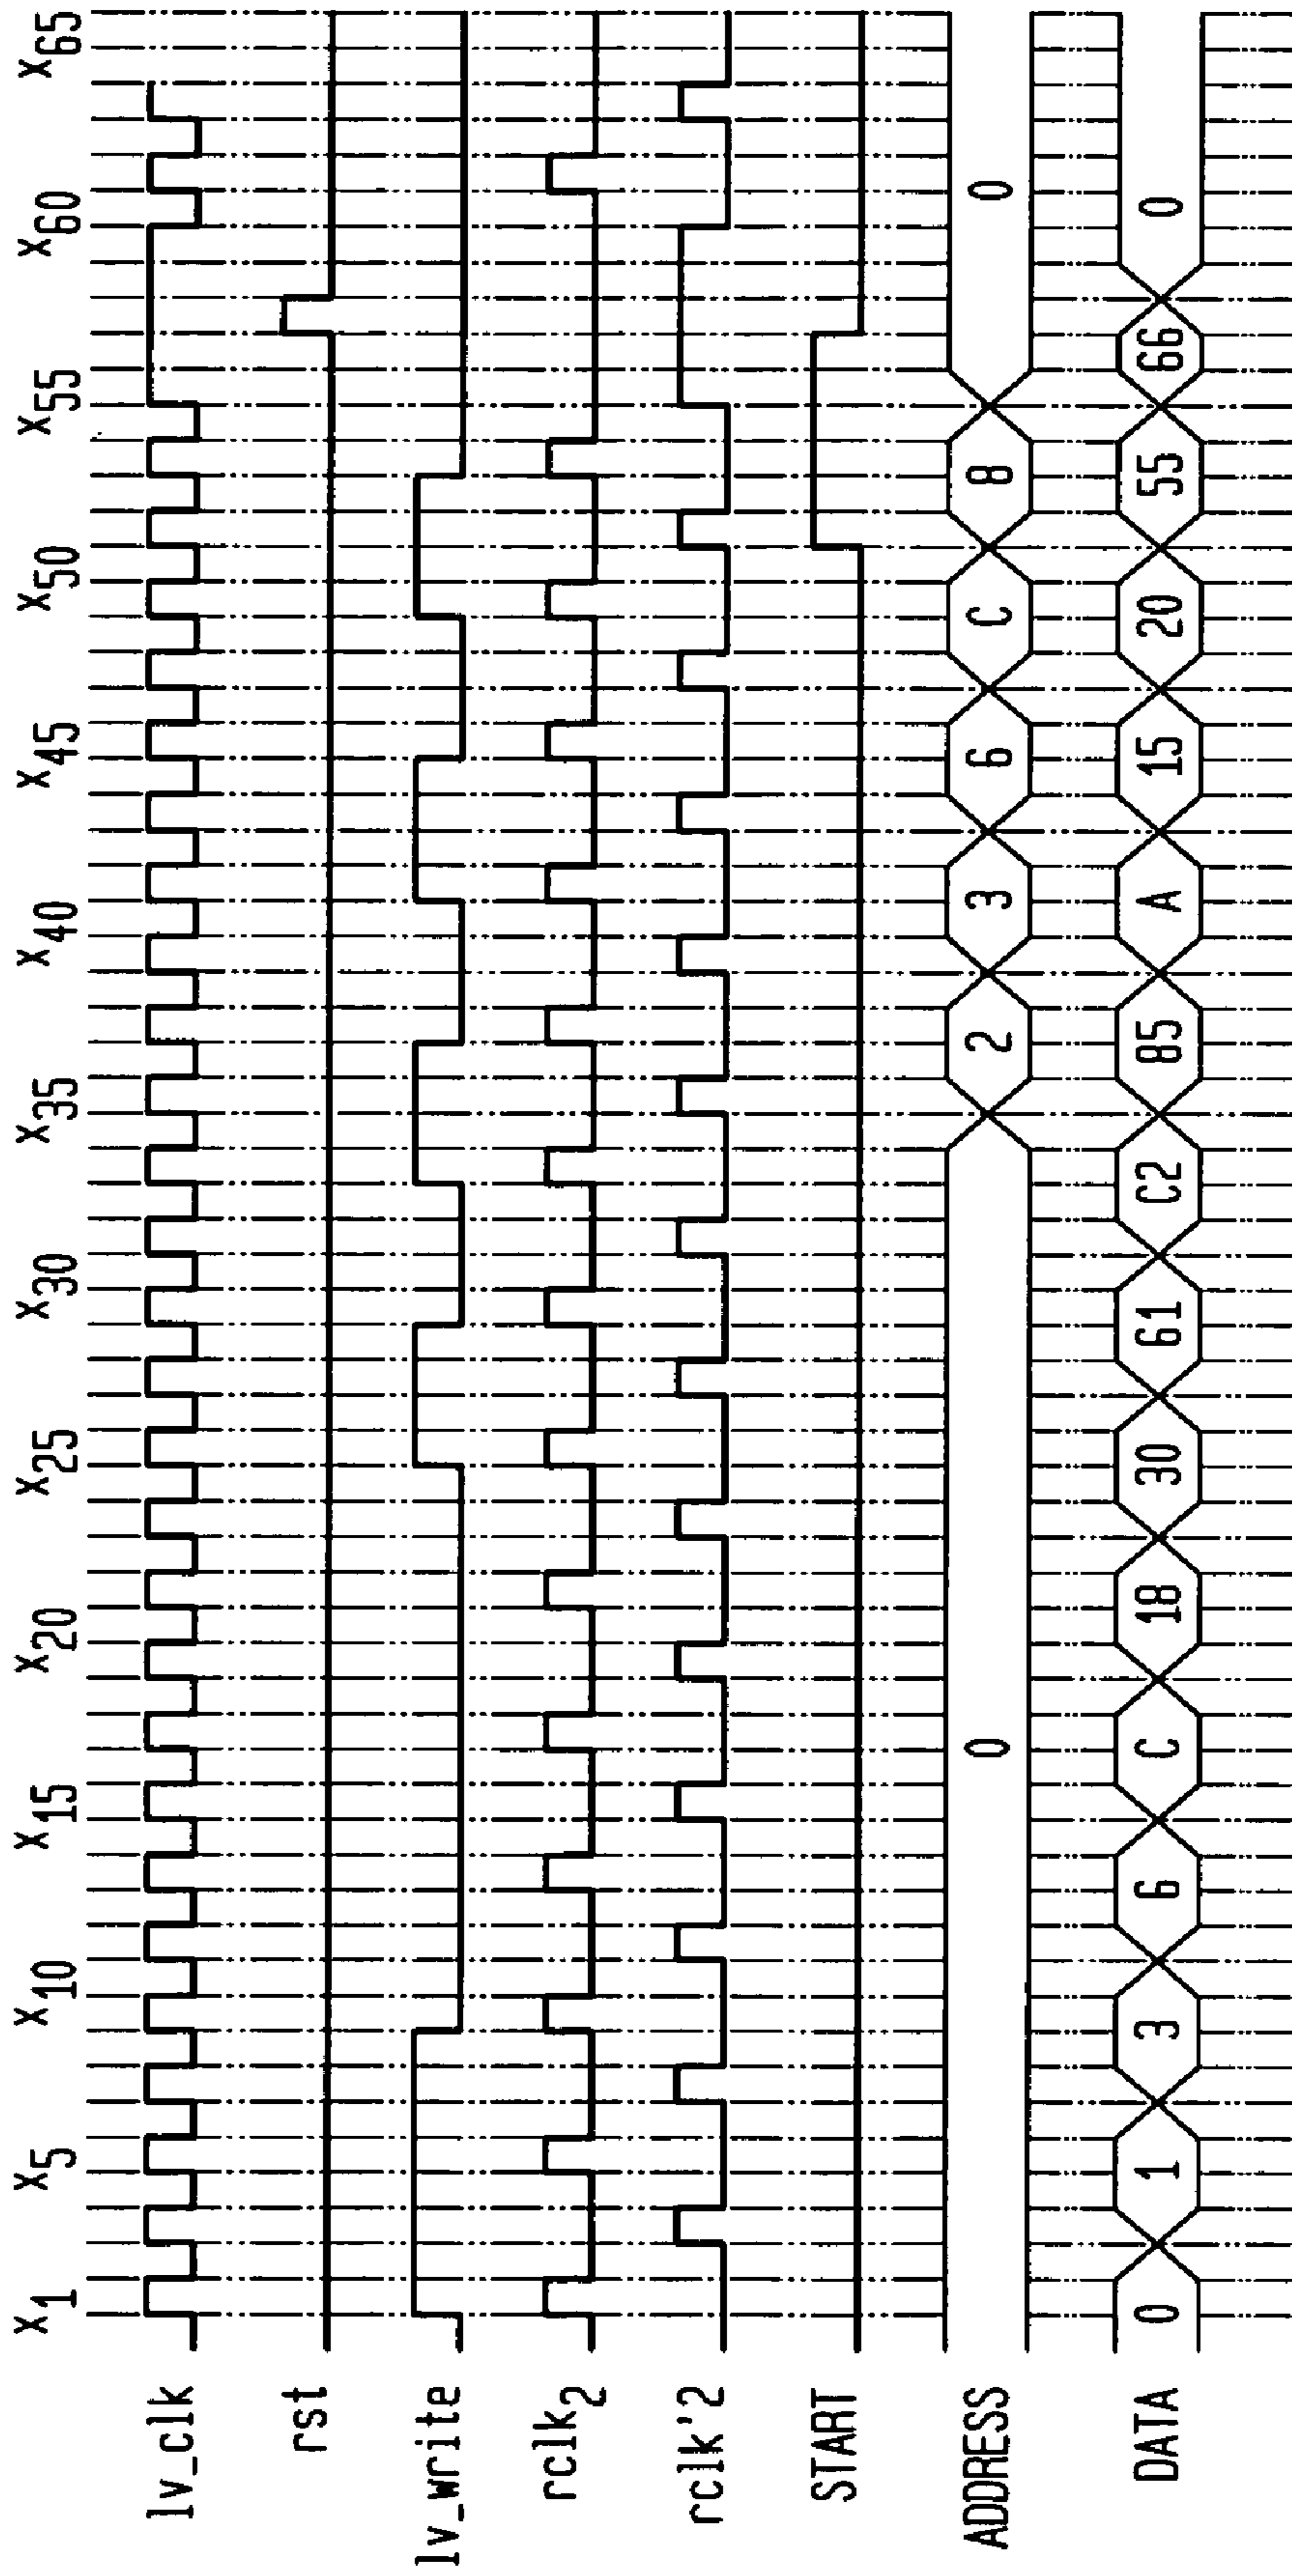 x1 x5 x10 x15 x20 x25 x30 x35 x40 x45 x50 x55 x60 x65
lv_clk
rst
lv_write
rclk2
rclk'2
START
ADDRESS 0 2 3 6 C 8 0
DATA 0 1 3 6 C 18 30 61 C2 85 A 15 20 55 66 0